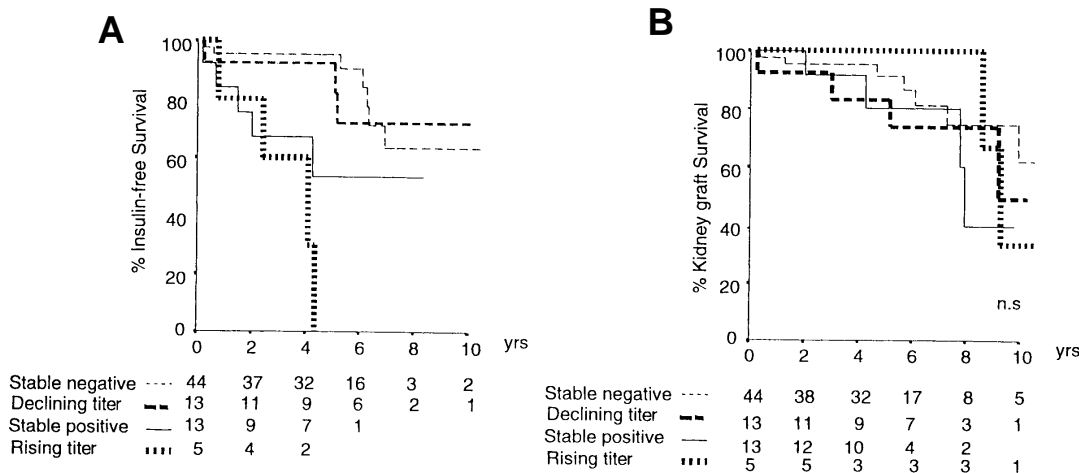 A
B
% Insulin-free Survival
100
80
60
40
20
0
0 2 4 6 8 10 yrs
Stable negative 44 37 32 16 3 2
Declining titer 13 11 9 6 2 1
Stable positive 13 9 7 1
Rising titer 5 4 2
% Kidney graft Survival
100
80
60
40
20
0
n.s
0 2 4 6 8 10 yrs
Stable negative 44 38 32 17 8 5
Declining titer 13 11 9 7 3 1
Stable positive 13 12 10 4 2
Rising titer 5 5 3 3 3 1